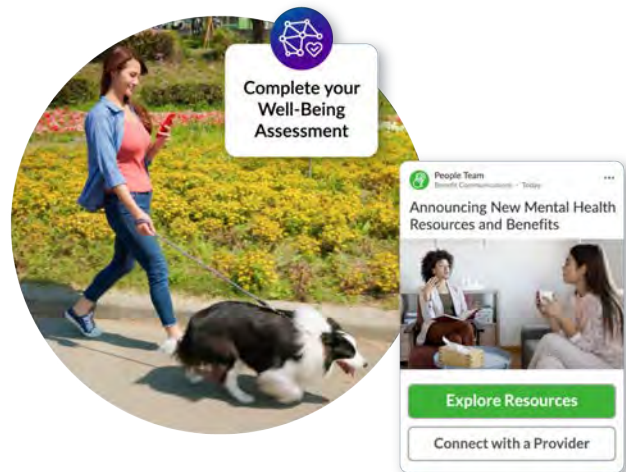 Complete your
Well-Being
Assessment
People Team
Benefit Communications - Today
Announcing New Mental Health
Resources and Benefits
Explore Resources
Connect with a Provider